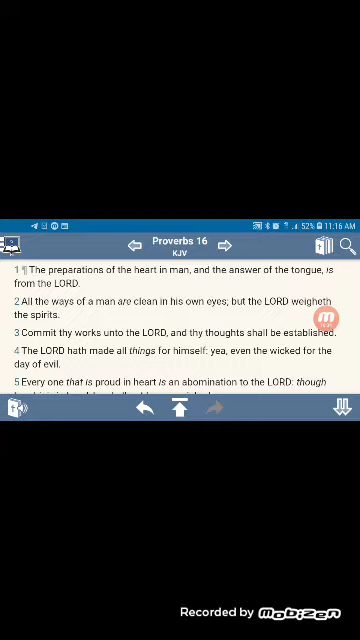 52% 11:16 AM
Proverbs 16
KJV
1 ¶ The preparations of the heart in man, and the answer of the tongue, is
from the LORD.
2 All the ways of a man are clean in his own eyes; but the LORD weigheth
the spirits.
3 Commit thy works unto the LORD, and thy thoughts shall be established.
4 The LORD hath made all things for himself: yea, even the wicked for the
day of evil.
5 Every one that is proud in heart is an abomination to the LORD: though
Recorded by mobizen